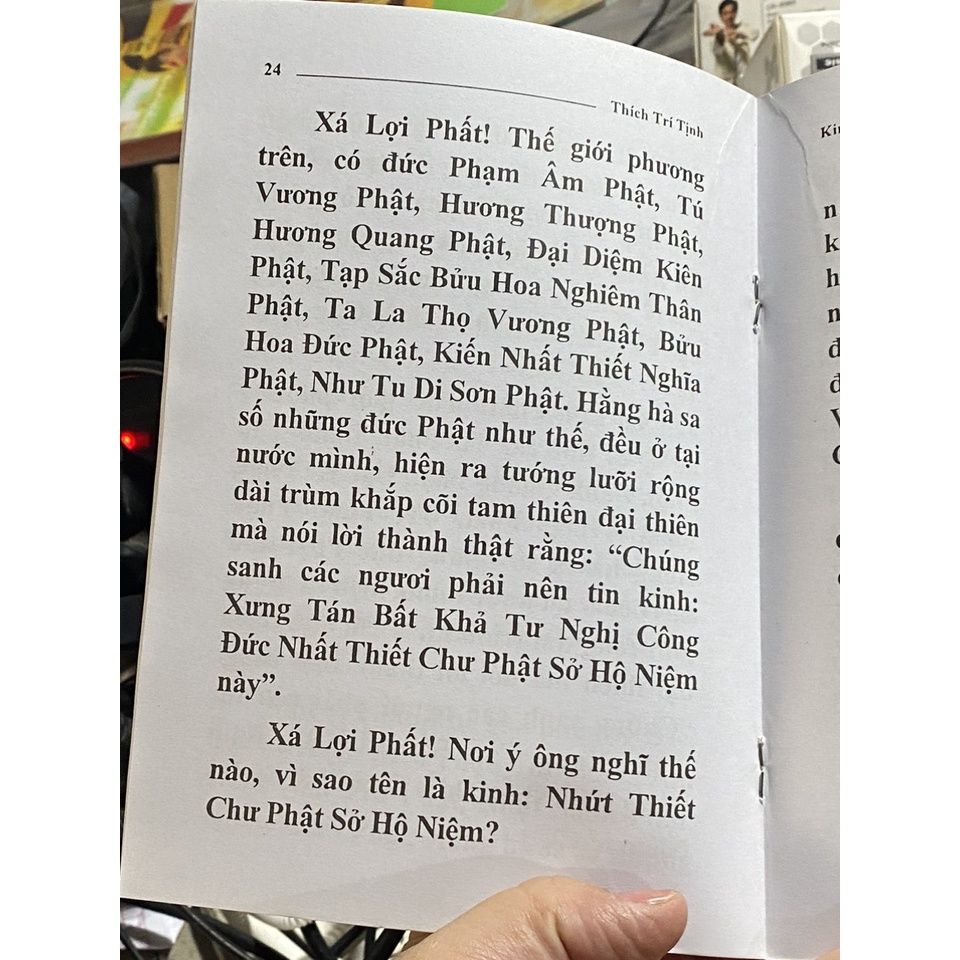 24
Thích Trí Tịnh
Xá Lợi Phất! Thế giới phương
trên, có đức Phạm Âm Phật, Tú
Vương Phật, Hương Thượng Phật,
Hương Quang Phật, Đại Diệm Kiên
Phật, Tạp Sắc Bửu Hoa Nghiêm Thân
Phật, Ta La Thọ Vương Phật, Bửu
Hoa Đức Phật, Kiến Nhất Thiết Nghĩa
Phật, Như Tu Di Sơn Phật. Hằng hà sa
số những đức Phật như thế, đều ở tại
nước mình, hiện ra tướng lưỡi rộng
dài trùm khắp cõi tam thiên đại thiên
mà nói lời thành thật rằng: “Chúng
sanh các ngươi phải nên tin kinh:
Xưng Tán Bất Khả Tư Nghị Công
Đức Nhất Thiết Chư Phật Sở Hộ Niệm
này”.
Xá Lợi Phất! Nơi ý ông nghĩ thế
nào, vì sao tên là kinh: Nhứt Thiết
Chư Phật Sở Hộ Niệm?